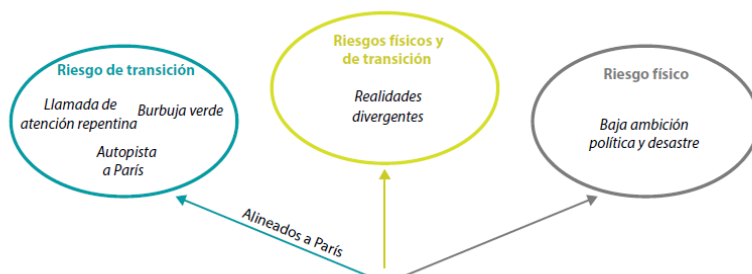 Riesgo de transición
Llamada de
atención repentina
Burbuja verde
Autopista
a París
Riesgos físicos y
de transición
Realidades
divergentes
Riesgo físico
Baja ambición
política y desastre
Alineados a París